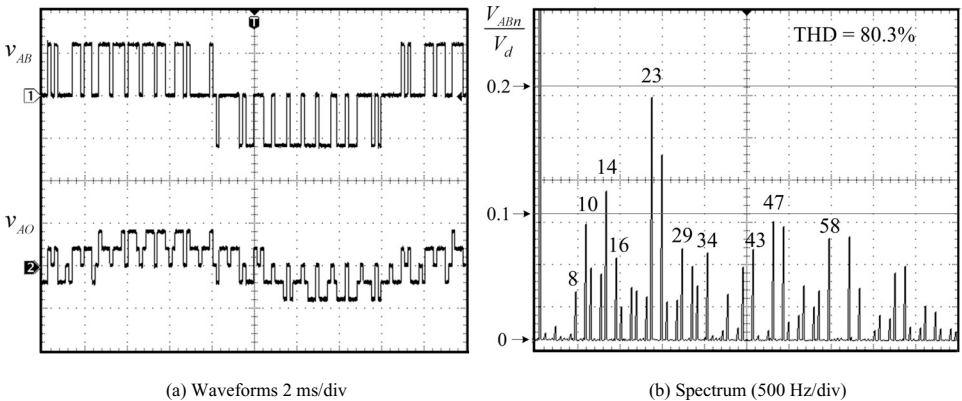 v_AB
T
1
v_AO
2
(a) Waveforms 2 ms/div
V_ABn
V_d
THD = 80.3%
0.2
0.1
0
8
10
14
16
23
29
34
43
47
58
(b) Spectrum (500 Hz/div)